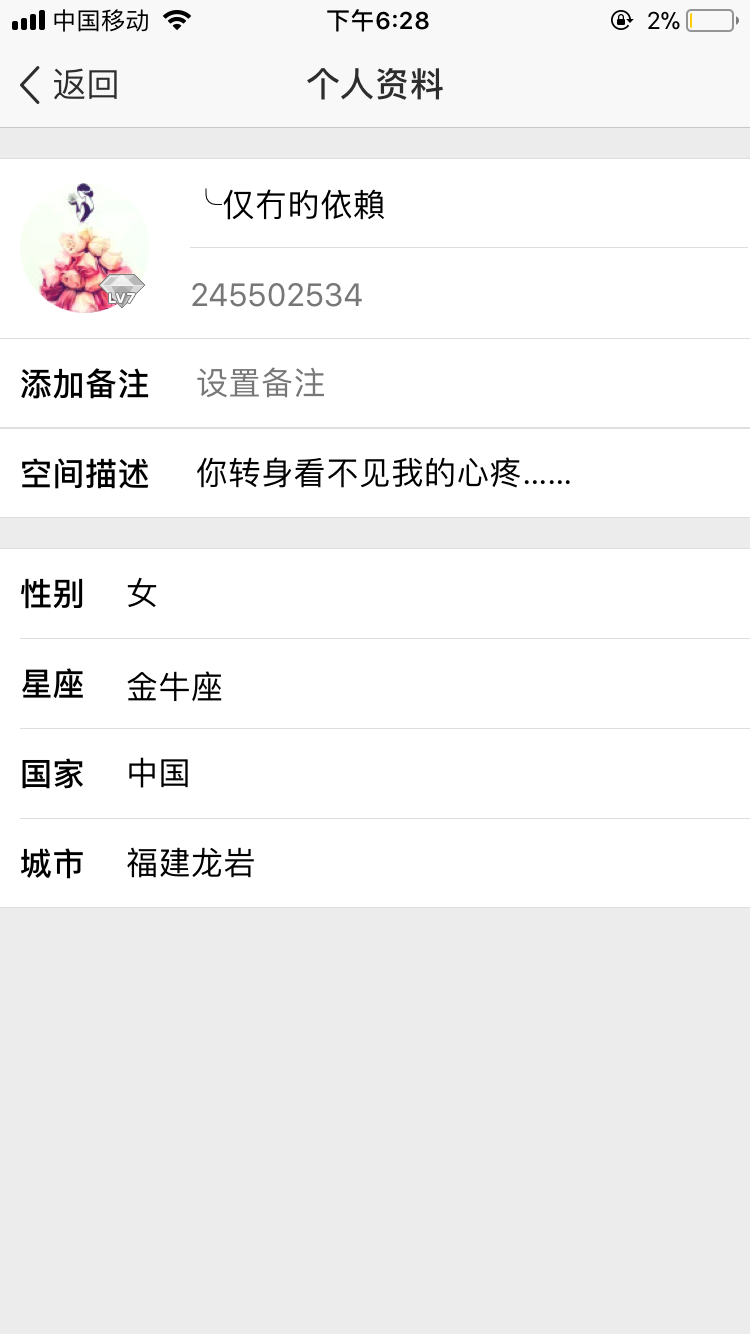 中国移动 下午6:28 2%
返回 个人资料
╰仅冇旳依賴
LV7
245502534
添加备注 设置备注
空间描述 你转身看不见我的心疼......
性别 女
星座 金牛座
国家 中国
城市 福建龙岩